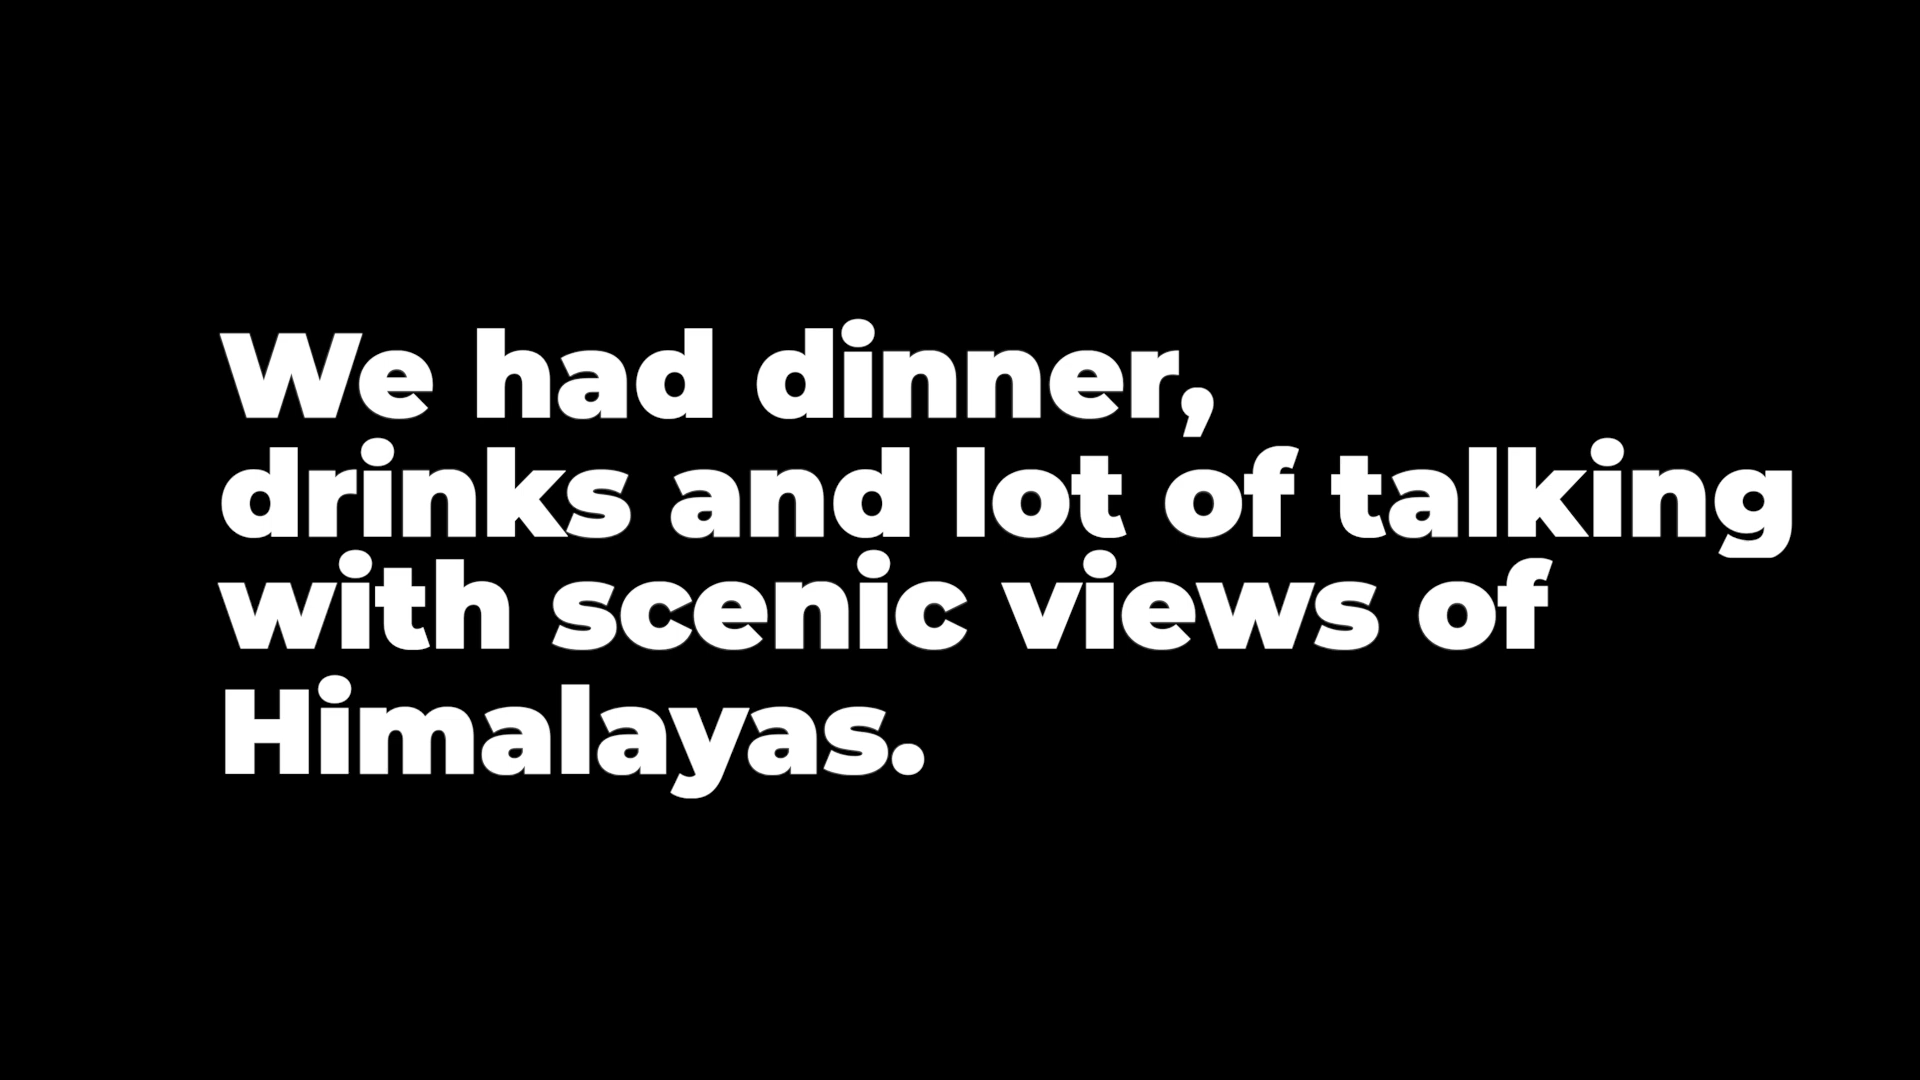 We had dinner,
drinks and lot of talking
with scenic views of
Himalayas.